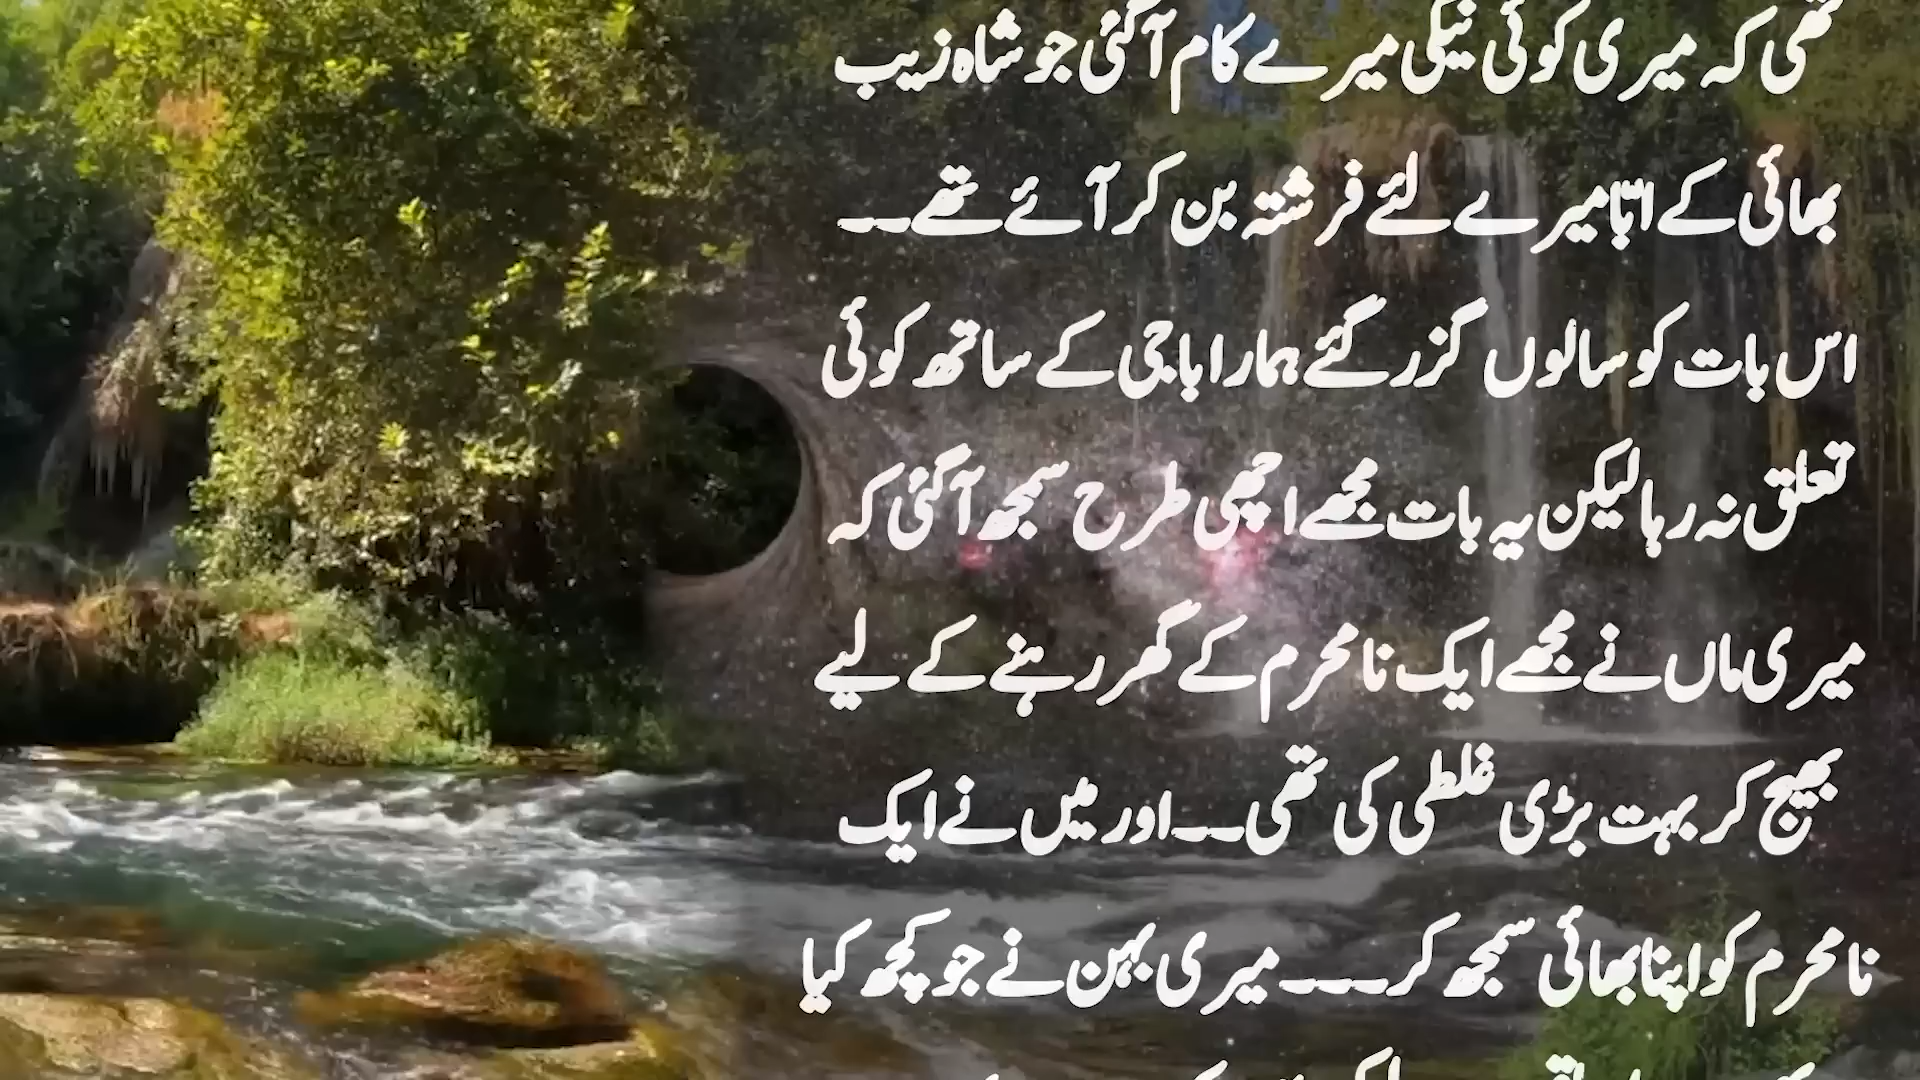 تھی کہ میری کوئی نیکی میرے کام آگئی جو شاہ زیب
بھائی کے ابّا میرے لئے فرشتہ بن کر آئے تھے۔۔
اس بات کو سالوں گزر گئے ہمارا باجی کے ساتھ کوئی
تعلق نہ رہا لیکن یہ بات مجھے اچھی طرح سمجھ آگئی کہ
میری ماں نے مجھے ایک نامحرم کے گھر رہنے کے لیے
بھیج کر بہت بڑی غلطی کی تھی۔۔اور میں نے ایک
نامحرم کو اپنا بھائی سمجھ کر۔۔۔میری بہن نے جو کچھ کیا